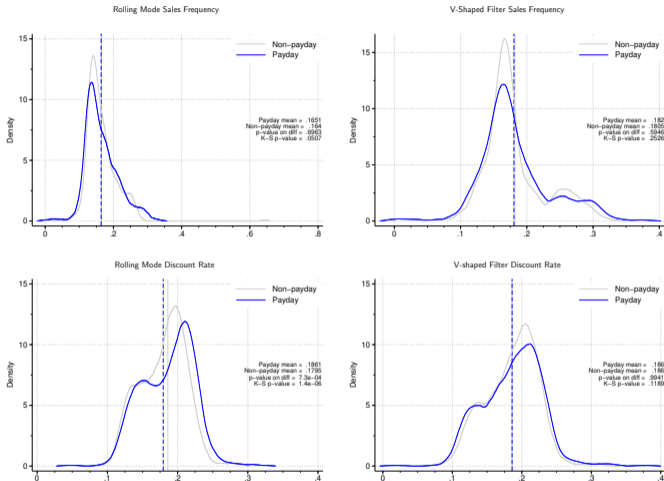 Rolling Mode Sales Frequency
Density
15
10
5
0
0
.2
.4
.6
.8
Non-payday
Payday
Payday mean = .1651
Non-payday mean = .164
p-value on diff = .6963
K-S p-value = .0507
V-Shaped Filter Sales Frequency
Density
15
10
5
0
0
.1
.2
.3
.4
Non-payday
Payday
Payday mean = .182
Non-payday mean = .1805
p-value on diff = .5946
K-S p-value = .2526
Rolling Mode Discount Rate
Density
15
10
5
0
0
.1
.2
.3
.4
Non-payday
Payday
Payday mean = .1861
Non-payday mean = .1795
p-value on diff = 7.3e-04
K-S p-value = 1.4e-06
V-shaped Filter Discount Rate
Density
15
10
5
0
0
.1
.2
.3
.4
Non-payday
Payday
Payday mean = .186
Non-payday mean = .186
p-value on diff = .9941
K-S p-value = .1189